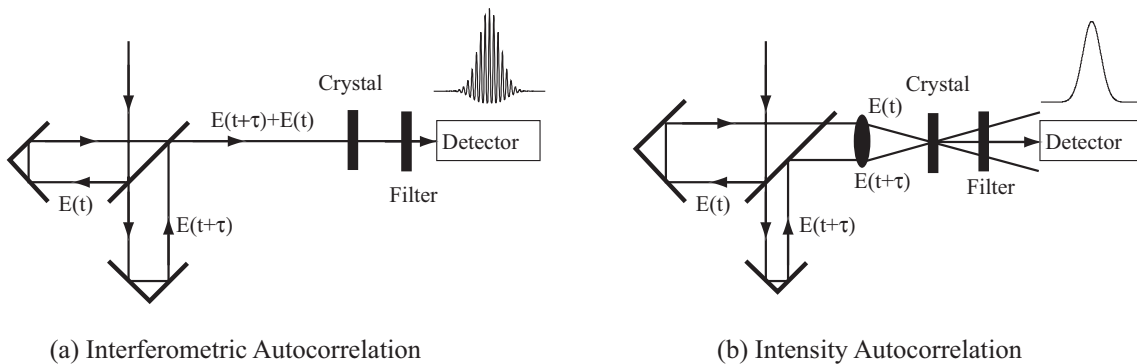 Crystal
E(t+τ)+E(t)
Detector
Filter
E(t)
E(t+τ)
(a) Interferometric Autocorrelation
Crystal
E(t)
Detector
E(t+τ)
Filter
E(t)
E(t+τ)
(b) Intensity Autocorrelation